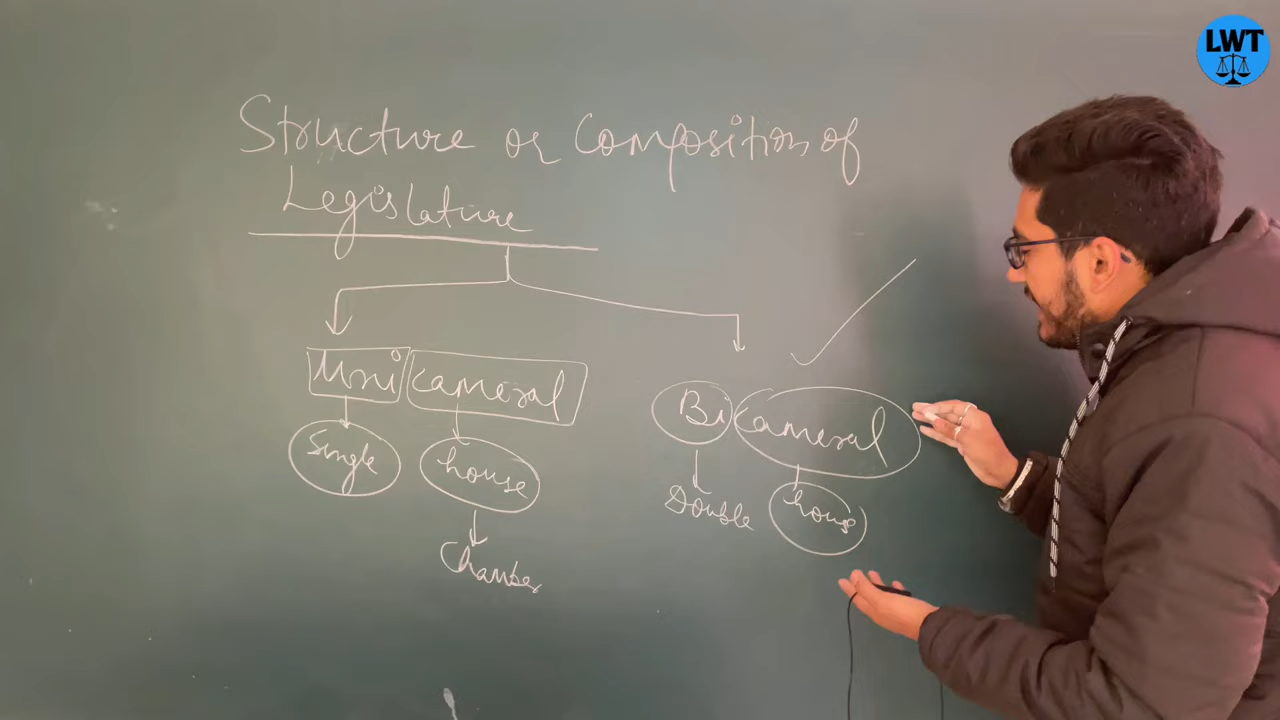 LWT
Structure or Composition of
Legislature
Uni cameral
Bi cameral
Single
house
Double
house
Chamber